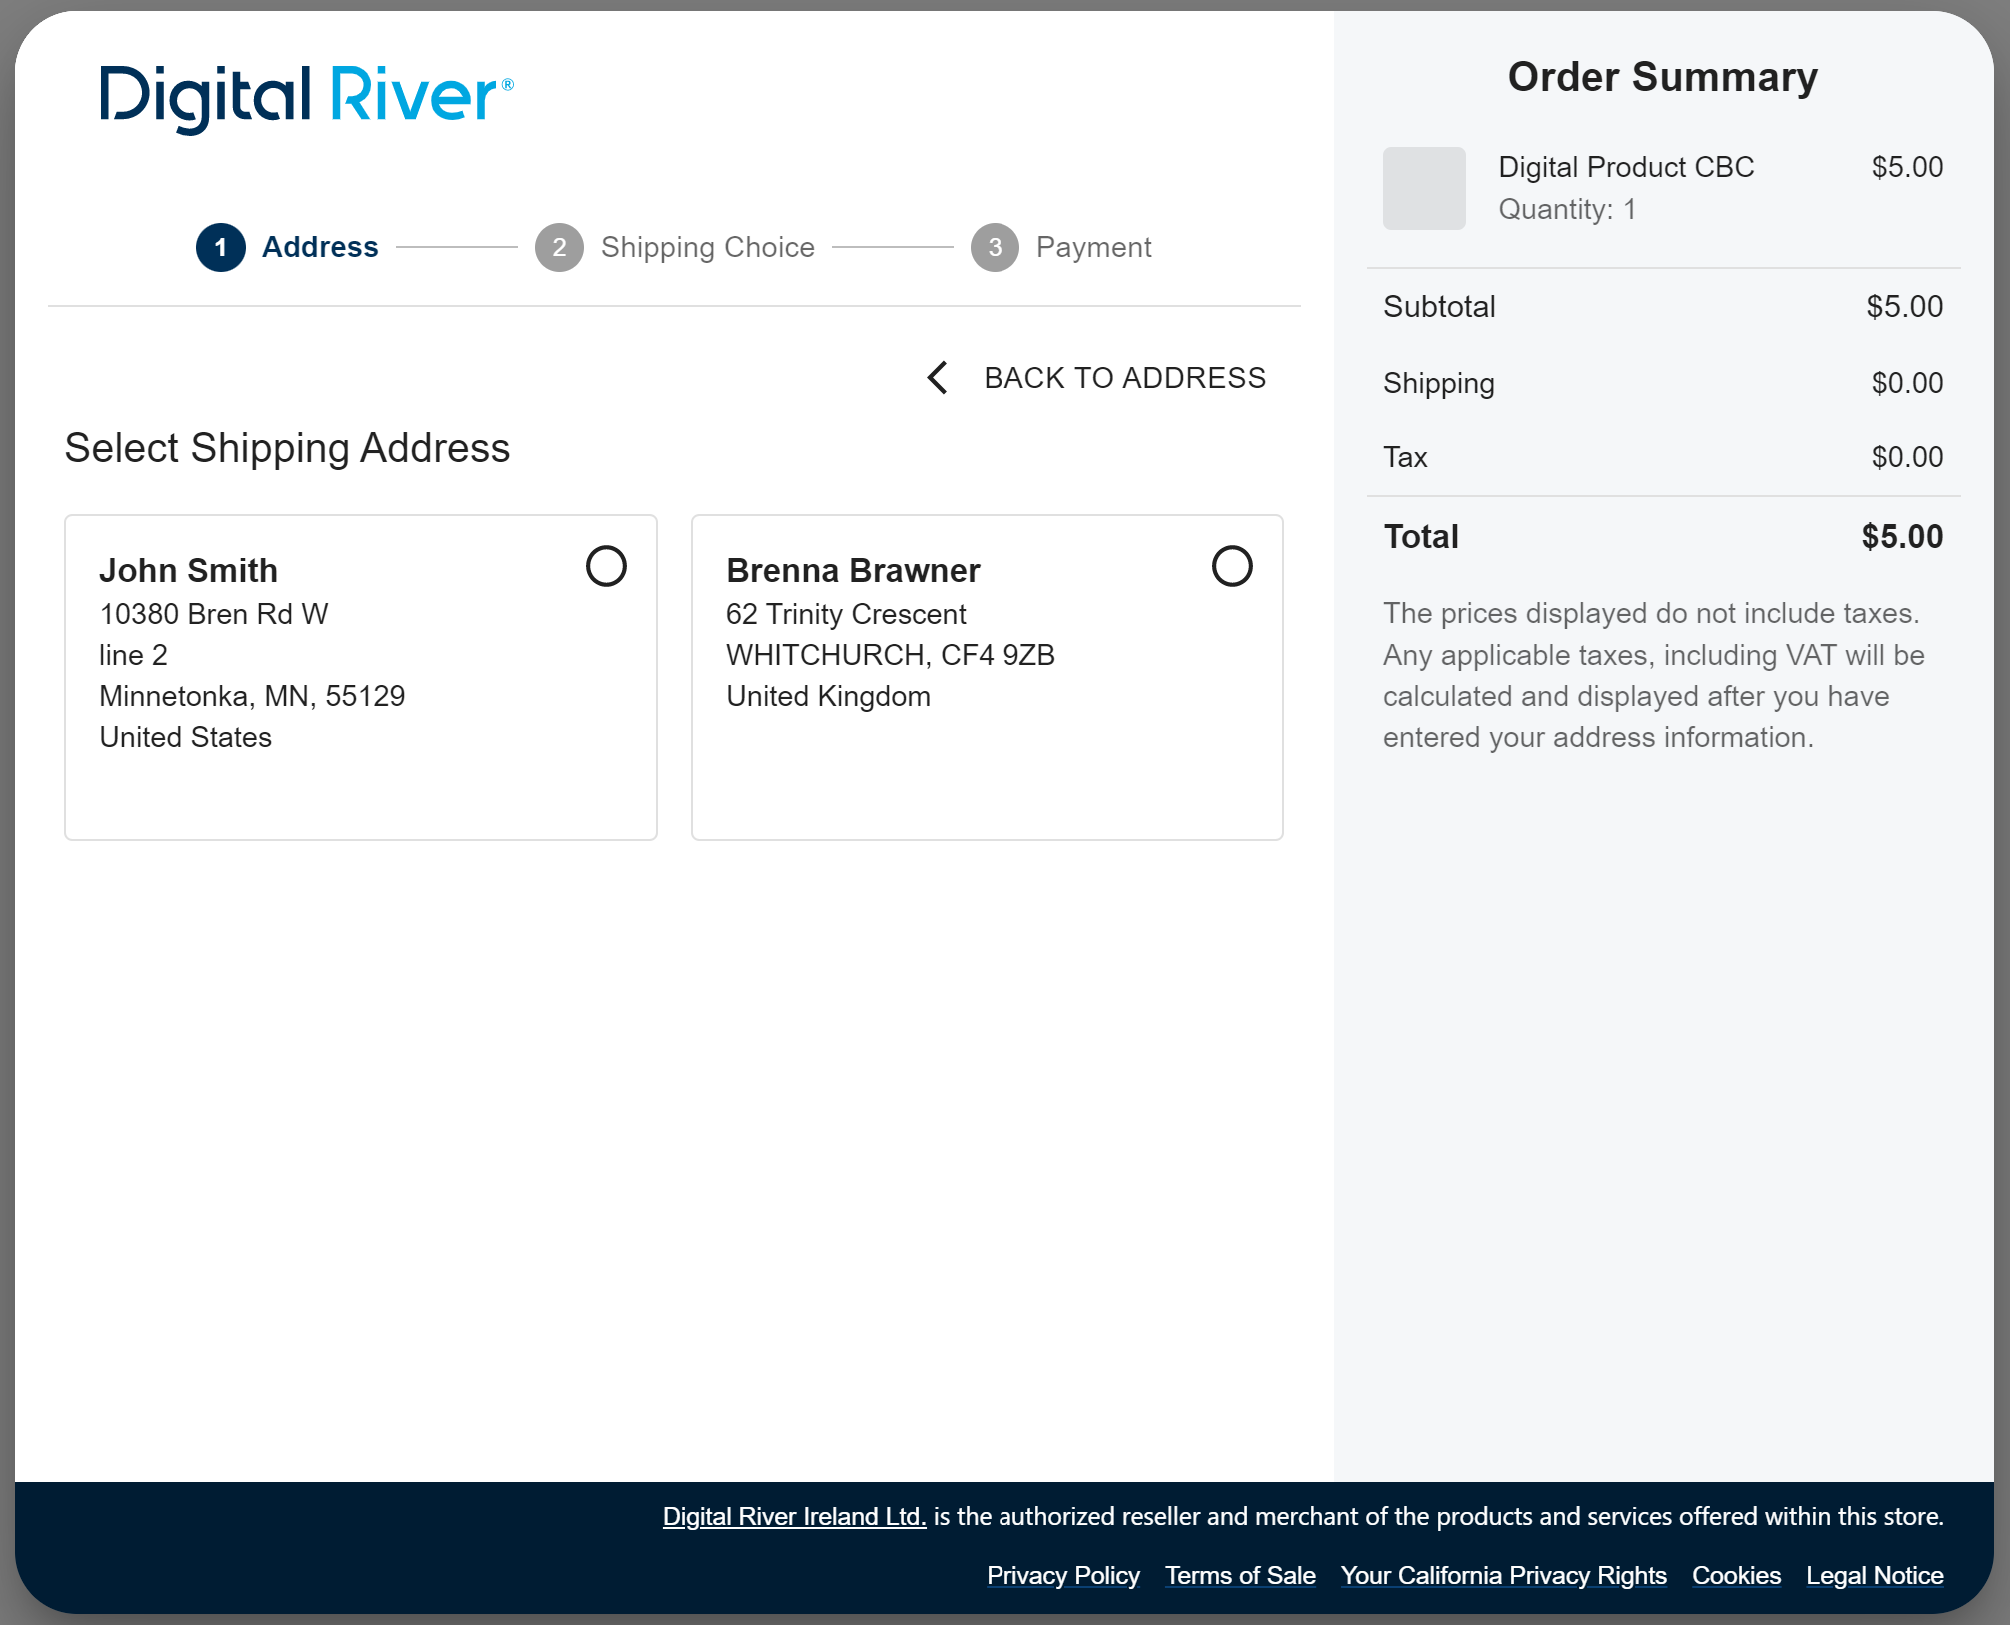 Digital River®
1 Address
2 Shipping Choice
3 Payment
BACK TO ADDRESS
Select Shipping Address
John Smith
10380 Bren Rd W
line 2
Minnetonka, MN, 55129
United States
Brenna Brawner
62 Trinity Crescent
WHITCHURCH, CF4 9ZB
United Kingdom
Order Summary
Digital Product CBC $5.00
Quantity: 1
Subtotal $5.00
Shipping $0.00
Tax $0.00
Total $5.00
The prices displayed do not include taxes.
Any applicable taxes, including VAT will be
calculated and displayed after you have
entered your address information.
Digital River Ireland Ltd. is the authorized reseller and merchant of the products and services offered within this store.
Privacy Policy Terms of Sale Your California Privacy Rights Cookies Legal Notice